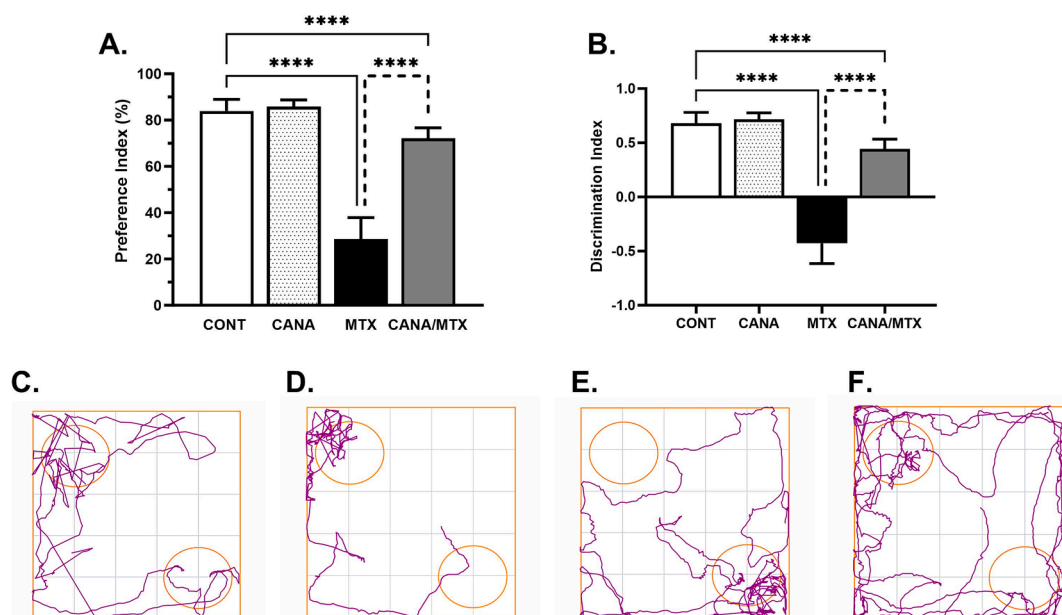 A.
****
****
****
Preference Index (%)
100
80
60
40
20
0
CONT
CANA
MTX
CANA/MTX
B.
****
****
****
Discrimination Index
1.0
0.5
0.0
-0.5
-1.0
CONT
CANA
MTX
CANA/MTX
C.
D.
E.
F.